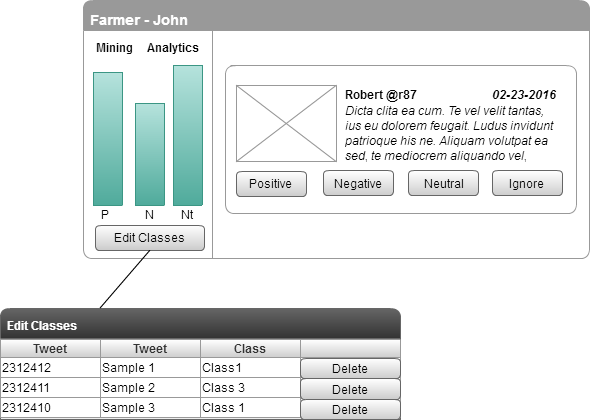 Farmer - John
Mining Analytics
P N Nt
Edit Classes
Robert @r87 02-23-2016
Dicta clita ea cum. Te vel velit tantas,
ius eu dolorem feugait. Ludus invidunt
patrioque his ne. Aliquam volutpat ea
sed, te mediocrem aliquando vel,
Positive Negative Neutral Ignore
Edit Classes
Tweet Tweet Class
2312412 Sample 1 Class1 Delete
2312411 Sample 2 Class 3 Delete
2312410 Sample 3 Class 1 Delete